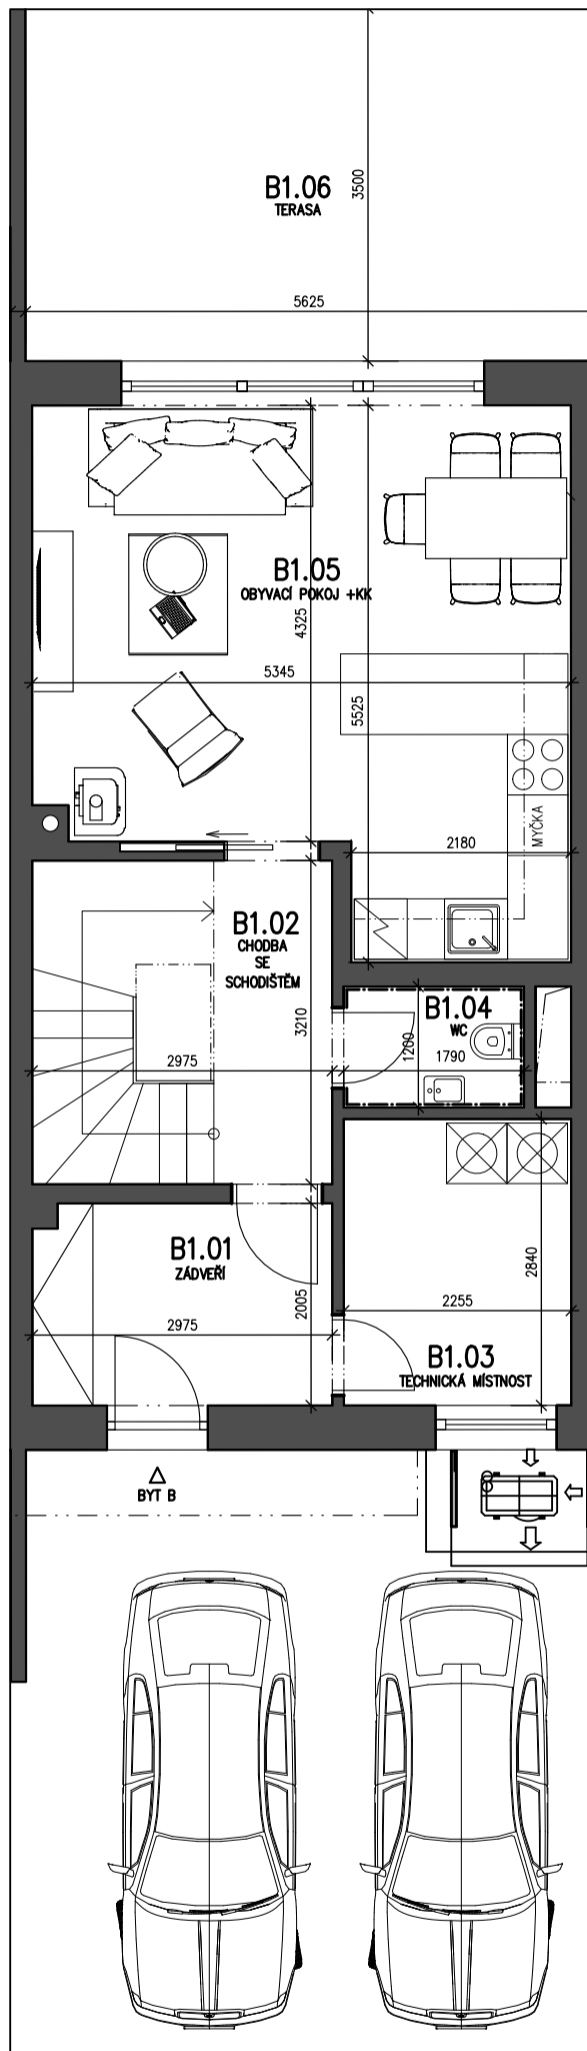 B1.06
TERASA
3500
5625
B1.05
OBYVACÍ POKOJ +KK
4325
5345
5525
MYČKA
2180
B1.02
CHODBA
SE
SCHODIŠTĚM
3210
2975
B1.04
WC
1200
1790
B1.01
ZÁDVEŘÍ
2005
2975
2840
2255
B1.03
TECHNICKÁ MÍSTNOST
BYT B